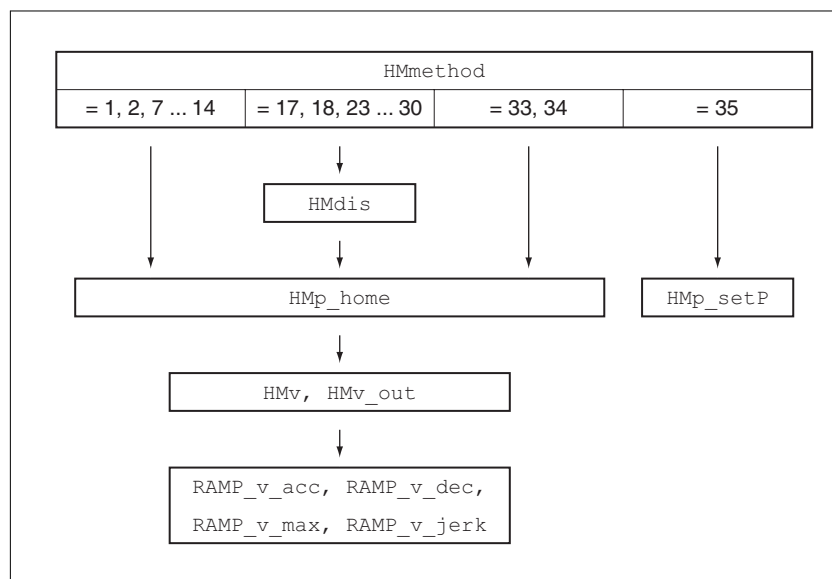 HMmethod
= 1, 2, 7 ... 14
= 17, 18, 23 ... 30
= 33, 34
= 35
HMdis
HMp_home
HMp_setP
HMv, HMv_out
RAMP_v_acc, RAMP_v_dec,
RAMP_v_max, RAMP_v_jerk